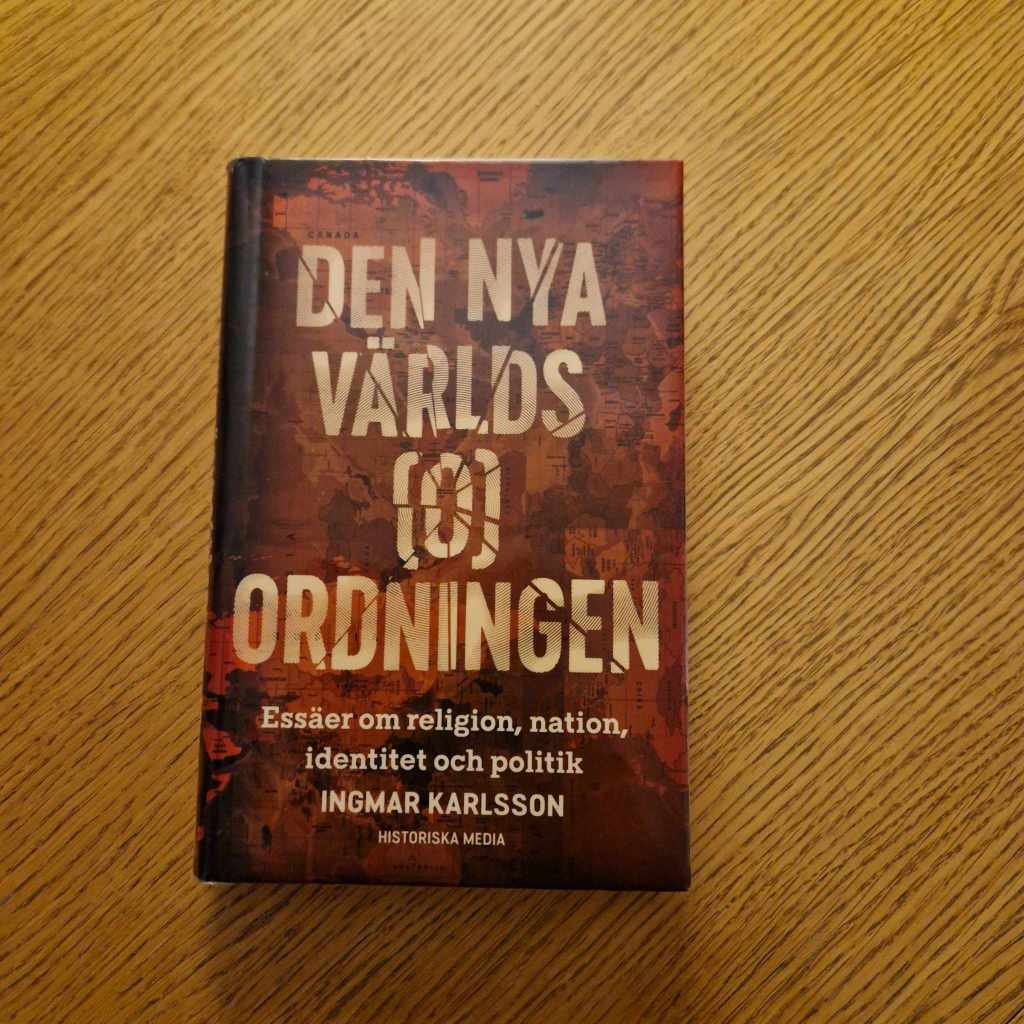 CANADA
DEN NYA
VÄRLDS
(O)
ORDNINGEN
Essäer om religion, nation,
identitet och politik
INGMAR KARLSSON
HISTORISKA MEDIA